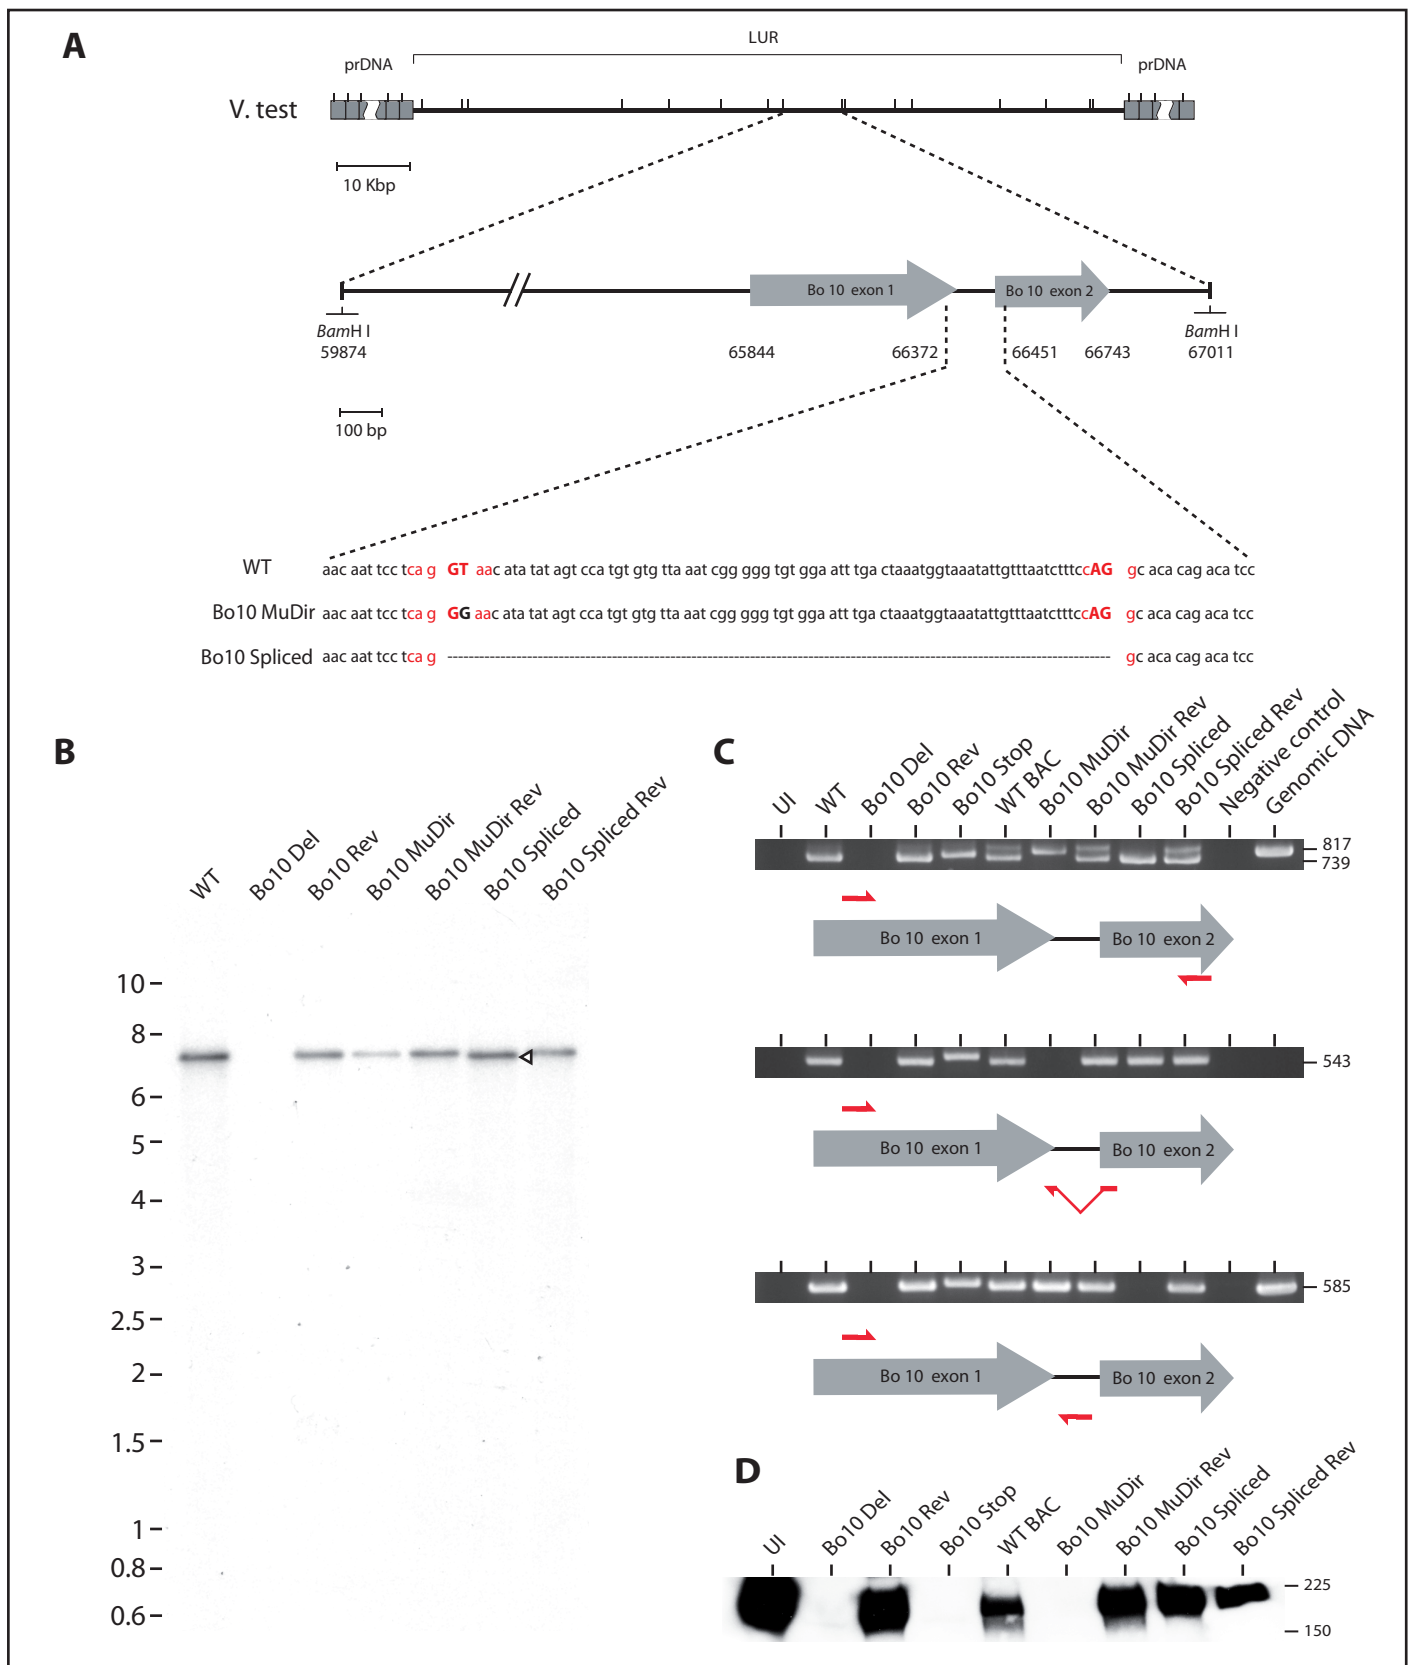 A
LUR
prDNA prDNA
V. test
10 Kbp
Bo 10 exon 1 Bo 10 exon 2
BamH I BamH I
59874 65844 66372 66451 66743 67011
100 bp
WT aac aat tcc tca g GT aac ata tat agt cca tgt gtg tta aat cgg ggg tgt gga att tga ctaaatggtaaatattgtttaatctttccAG gc aca cag aca tcc
Bo10 MuDir aac aat tcc tca g GG aac ata tat agt cca tgt gtg tta aat cgg ggg tgt gga att tga ctaaatggtaaatattgtttaatctttccAG gc aca cag aca tcc
Bo10 Spliced aac aat tcc tca g gc aca cag aca tcc
B
WT Bo10 Del Bo10 Rev Bo10 MuDir Bo10 MuDir Rev Bo10 Spliced Bo10 Spliced Rev
10
8
6
5
4
3
2.5
2
1.5
1
0.8
0.6
C
UI WT Bo10 Del Bo10 Rev Bo10 Stop WT BAC Bo10 MuDir Bo10 MuDir Rev Bo10 Spliced Bo10 Spliced Rev Negative control Genomic DNA
817
739
Bo 10 exon 1 Bo 10 exon 2
543
Bo 10 exon 1 Bo 10 exon 2
585
Bo 10 exon 1 Bo 10 exon 2
D
UI Bo10 Del Bo10 Rev Bo10 Stop WT BAC Bo10 MuDir Bo10 MuDir Rev Bo10 Spliced Bo10 Spliced Rev
225
150